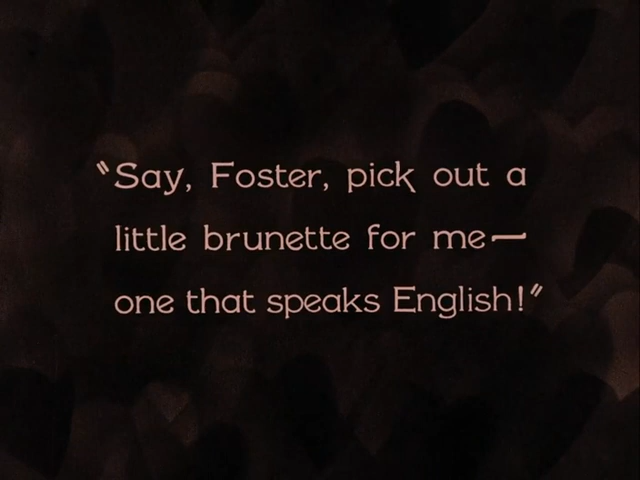 "Say, Foster, pick out a
little brunette for me—
one that speaks English!"